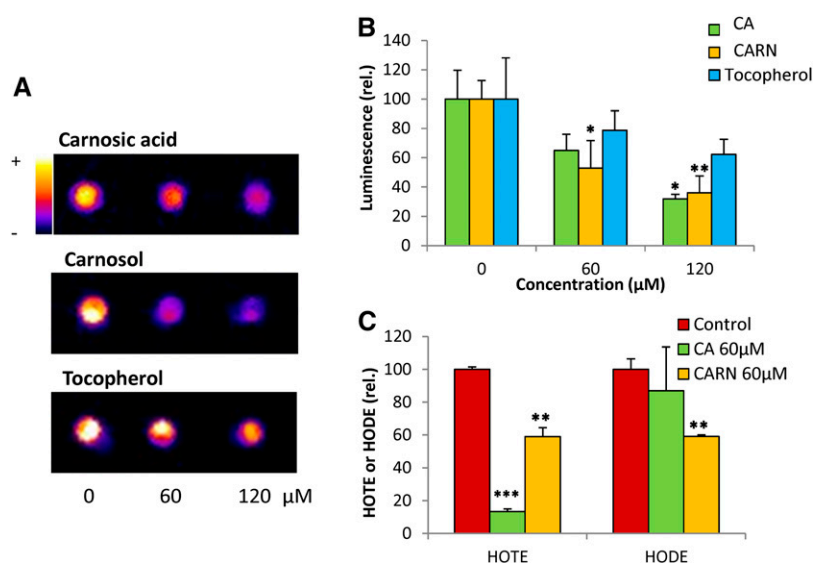 A
Carnosic acid
+
-
Carnosol
Tocopherol
0 60 120 µM
B
CA
CARN
Tocopherol
Luminescence (rel.)
140
120
100
80
60
40
20
0
*
*
**
0 60 120
Concentration (µM)
C
Control
CA 60µM
CARN 60µM
HOTE or HODE (rel.)
120
100
80
60
40
20
0
***
**
**
HOTE HODE